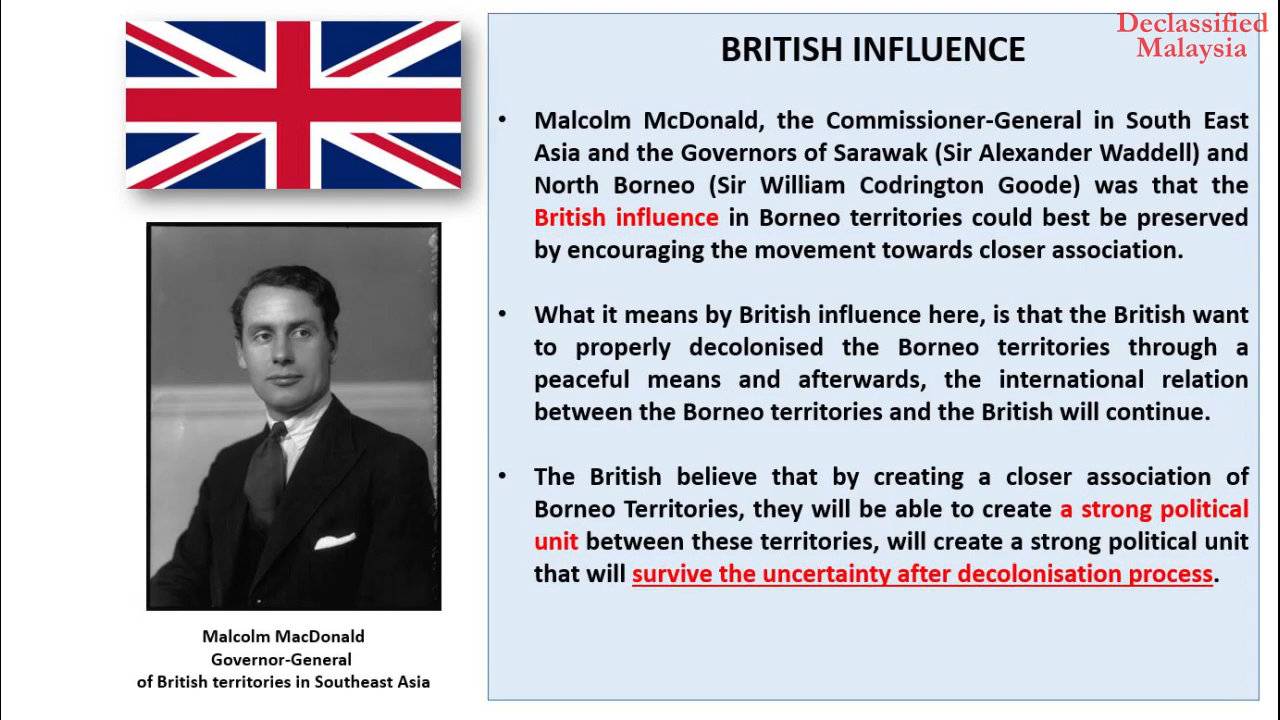 Declassified
Malaysia
BRITISH INFLUENCE
• Malcolm McDonald, the Commissioner-General in South East
Asia and the Governors of Sarawak (Sir Alexander Waddell) and
North Borneo (Sir William Codrington Goode) was that the
British influence in Borneo territories could best be preserved
by encouraging the movement towards closer association.
• What it means by British influence here, is that the British want
to properly decolonised the Borneo territories through a
peaceful means and afterwards, the international relation
between the Borneo territories and the British will continue.
• The British believe that by creating a closer association of
Borneo Territories, they will be able to create a strong political
unit between these territories, will create a strong political unit
that will survive the uncertainty after decolonisation process.
Malcolm MacDonald
Governor-General
of British territories in Southeast Asia